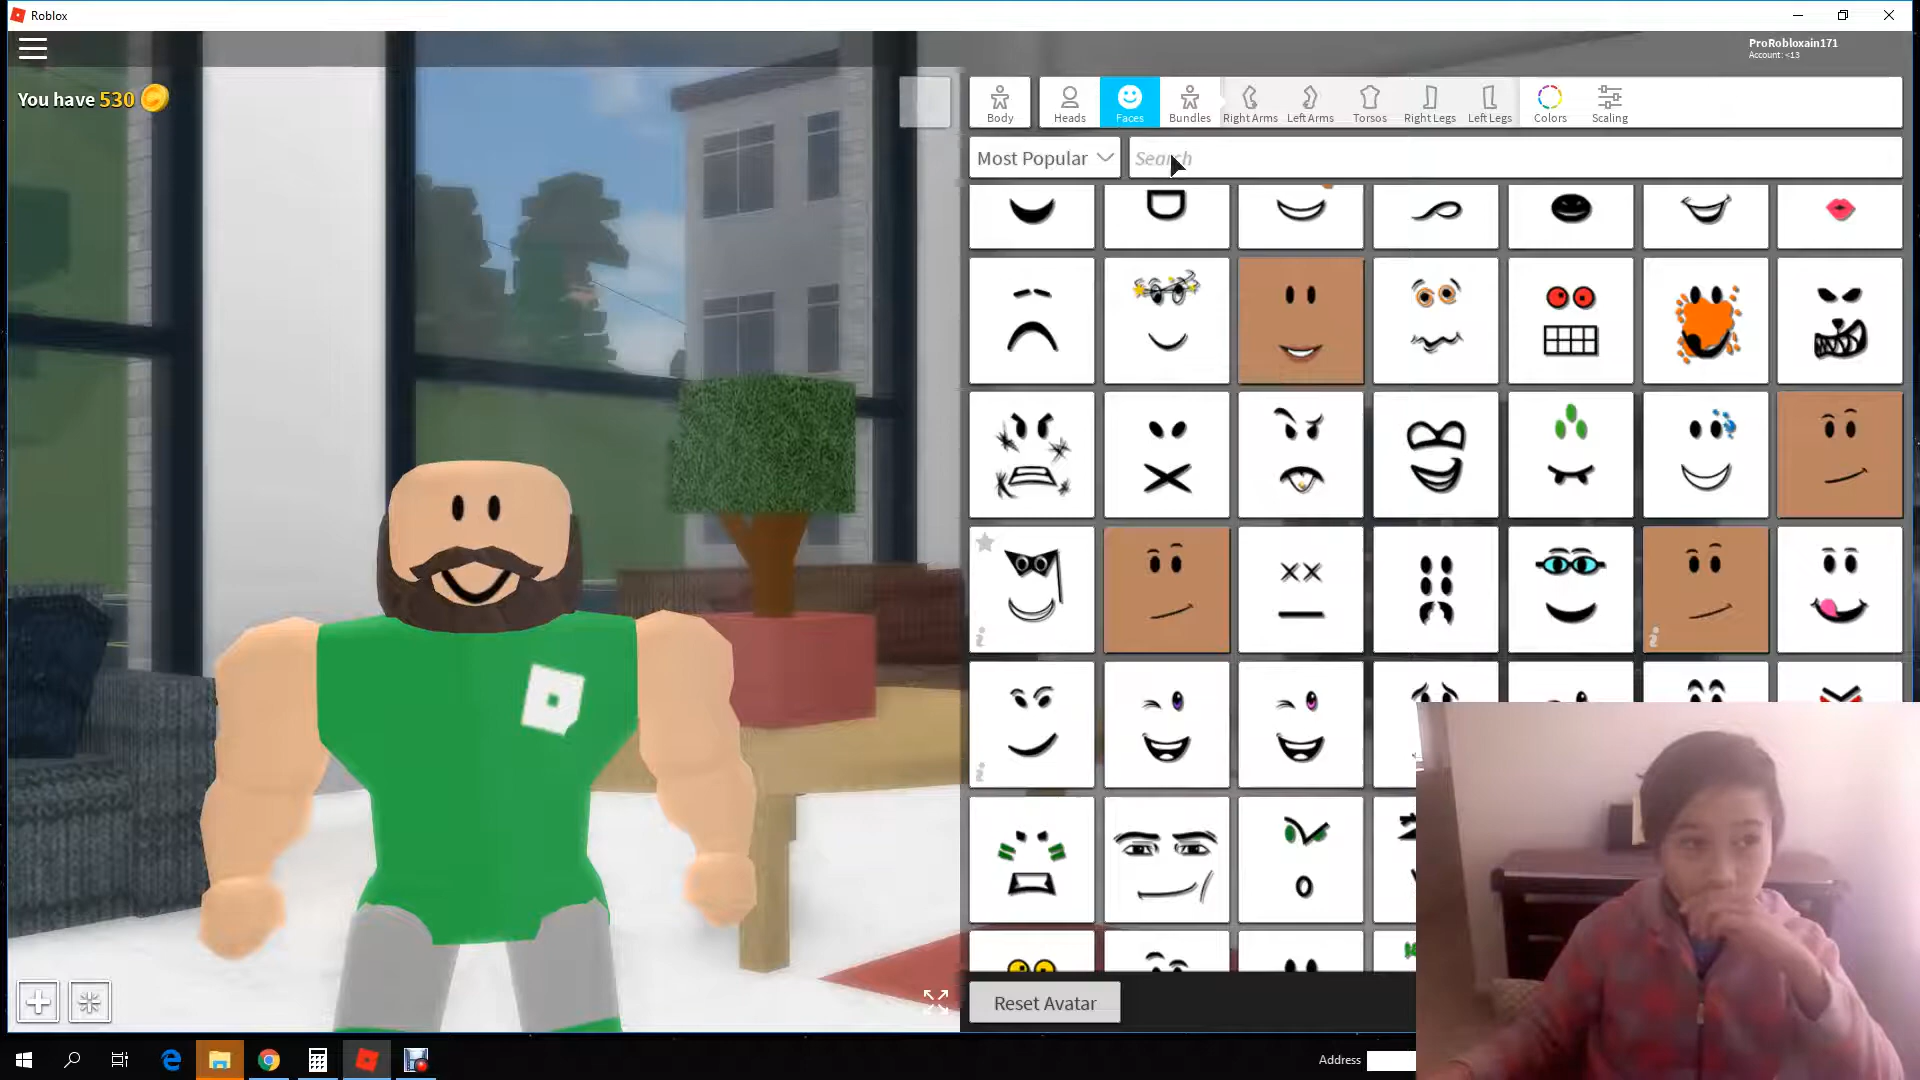 Roblox
ProRobloxain171
Account: <13
You have 530
Body
Heads
Faces
Bundles
Right Arms
Left Arms
Torsos
Right Legs
Left Legs
Colors
Scaling
Most Popular
Search
Reset Avatar
Address